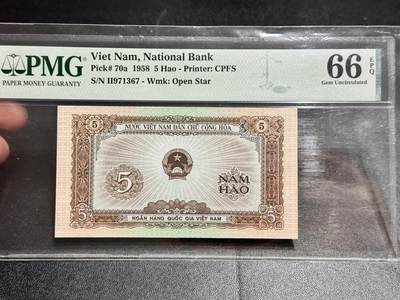 PMG
PAPER MONEY GUARANTY
Viet Nam, National Bank
Pick# 70a 1958 5 Hao - Printer: CPFS
S/N II971367 - Wmk: Open Star
66 EPQ
Gem Uncirculated
NƯỚC VIỆT NAM DÂN CHỦ CỘNG HÒA
5 5
5
NĂM
HÀO
5 5
NGÂN HÀNG QUỐC GIA VIỆT NAM